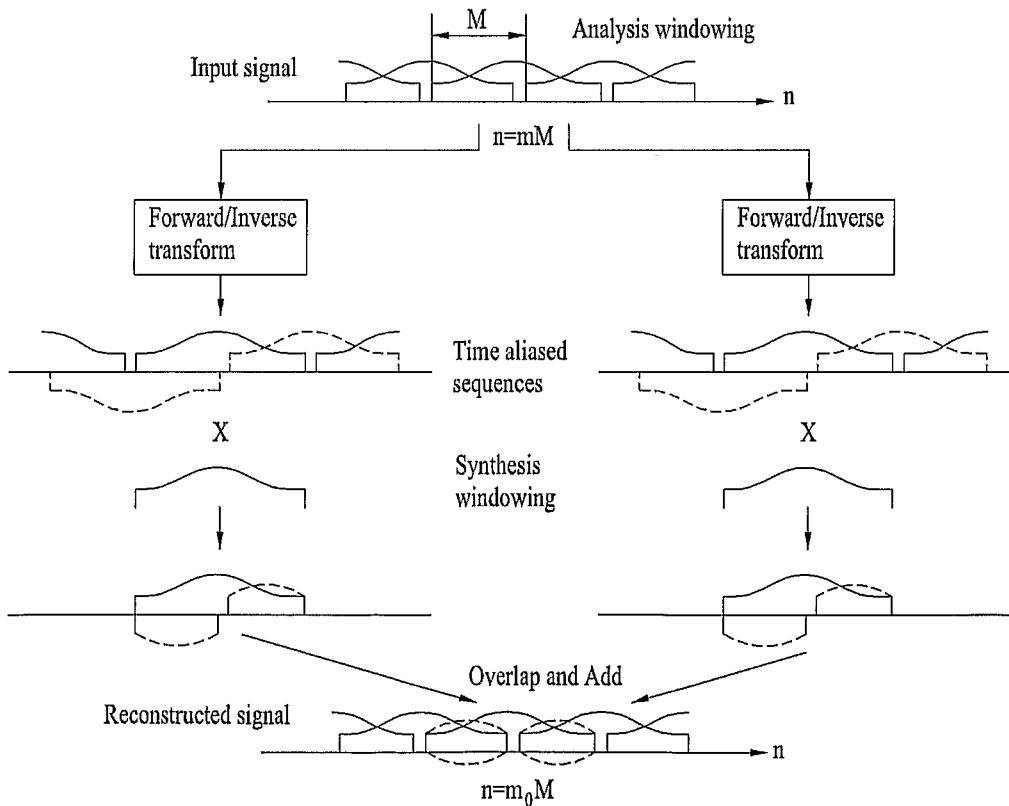 M
Analysis windowing
Input signal
n
n=mM
Forward/Inverse
transform
Forward/Inverse
transform
Time aliased
sequences
X
X
Synthesis
windowing
Overlap and Add
Reconstructed signal
n
n=m₀M